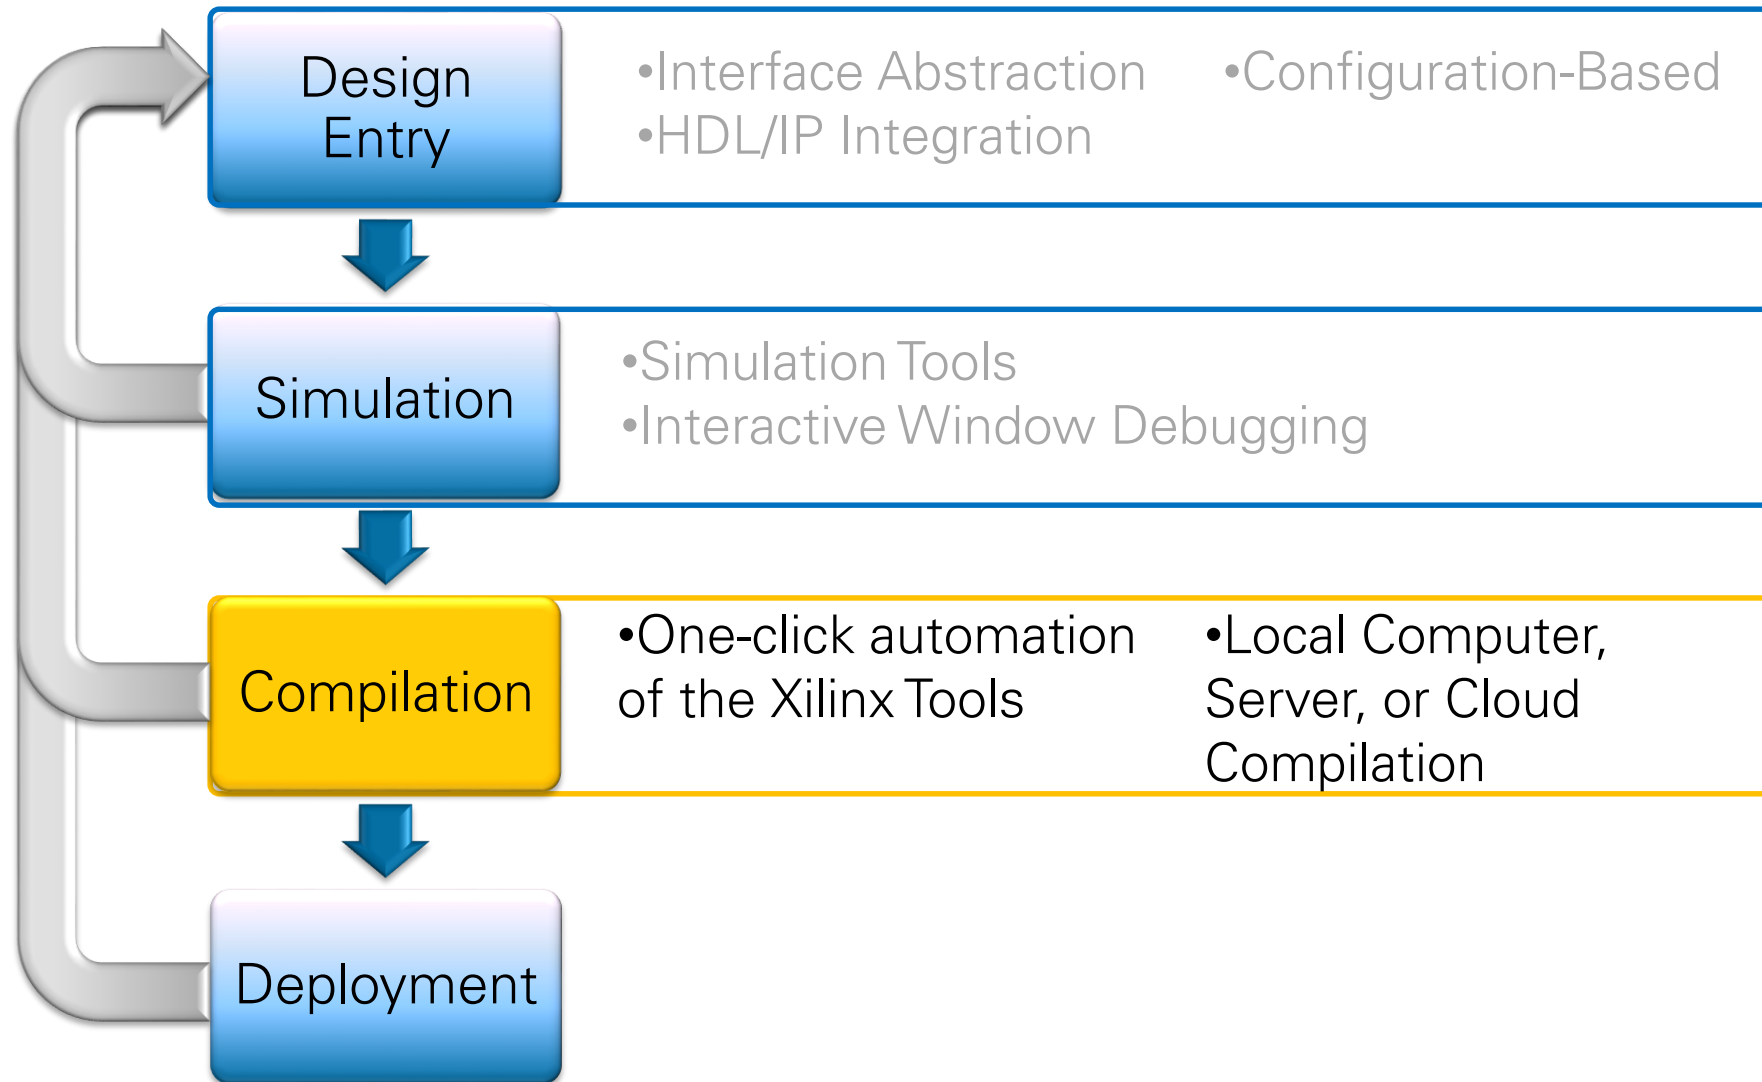 Design
Entry
•Interface Abstraction
•HDL/IP Integration
•Configuration-Based
Simulation
•Simulation Tools
•Interactive Window Debugging
Compilation
•One-click automation
of the Xilinx Tools
•Local Computer,
Server, or Cloud
Compilation
Deployment